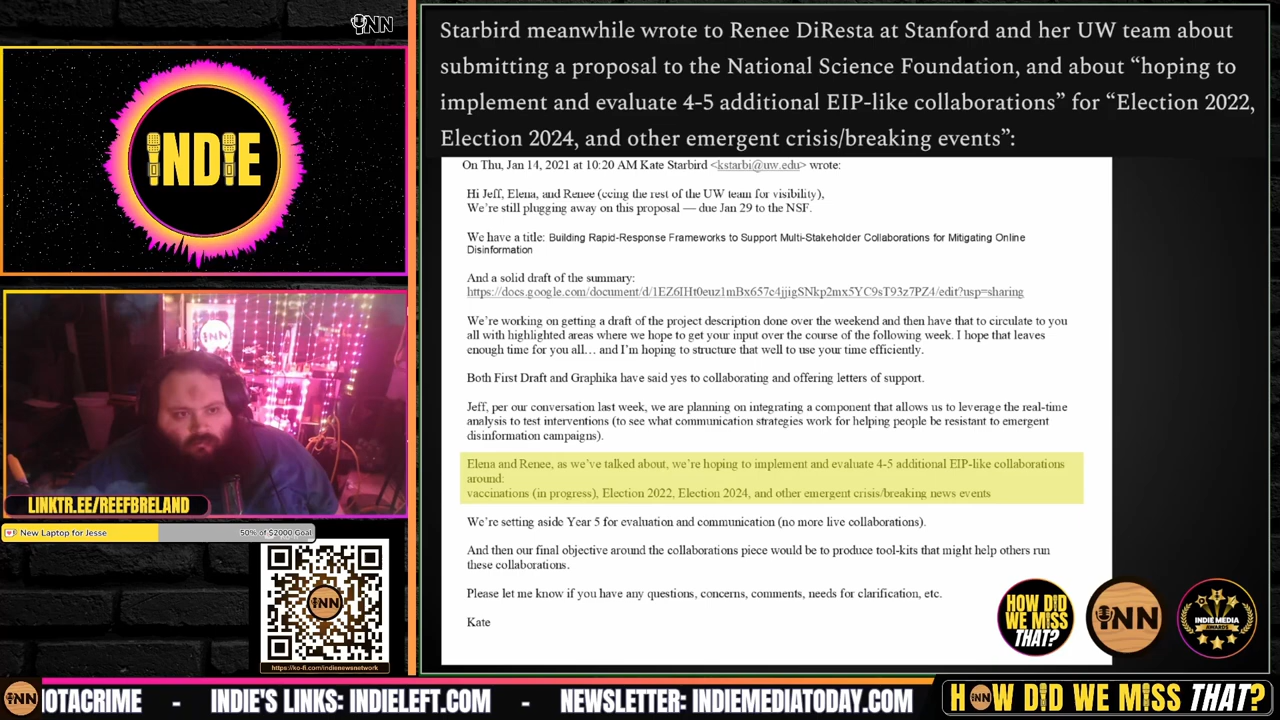 INN
INDIE
LINKTR.EE/REEFBRELAND
New Laptop for Jesse
50% of $2000 Goal
INN
https://ko-fi.com/indienewsnetwork
Starbird meanwhile wrote to Renee DiResta at Stanford and her UW team about
submitting a proposal to the National Science Foundation, and about “hoping to
implement and evaluate 4-5 additional EIP-like collaborations” for “Election 2022,
Election 2024, and other emergent crisis/breaking events”:
On Thu, Jan 14, 2021 at 10:20 AM Kate Starbird <kstarbi@uw.edu> wrote:
Hi Jeff, Elena, and Renee (ccing the rest of the UW team for visibility),
We’re still plugging away on this proposal — due Jan 29 to the NSF.
We have a title: Building Rapid-Response Frameworks to Support Multi-Stakeholder Collaborations for Mitigating Online
Disinformation
And a solid draft of the summary:
We’re working on getting a draft of the project description done over the weekend and then have that to circulate to you
all with highlighted areas where we hope to get your input over the course of the following week. I hope that leaves
enough time for you all… and I’m hoping to structure that well to use your time efficiently.
Both First Draft and Graphika have said yes to collaborating and offering letters of support.
Jeff, per our conversation last week, we are planning on integrating a component that allows us to leverage the real-time
analysis to test interventions (to see what communication strategies work for helping people be resistant to emergent
disinformation campaigns).
Elena and Renee, as we’ve talked about, we’re hoping to implement and evaluate 4-5 additional EIP-like collaborations
around:
vaccinations (in progress), Election 2022, Election 2024, and other emergent crisis/breaking news events
We’re setting aside Year 5 for evaluation and communication (no more live collaborations).
And then our final objective around the collaborations piece would be to produce tool-kits that might help others run
these collaborations.
Please let me know if you have any questions, concerns, comments, needs for clarification, etc.
Kate
HOW DID
WE MISS
THAT?
INN
INDIE MEDIA
AWARDS
INN
OTACRIME - INDIE'S LINKS: INDIELEFT.COM - NEWSLETTER: INDIEMEDIATODAY.COM
HOW DID WE MISS THAT?